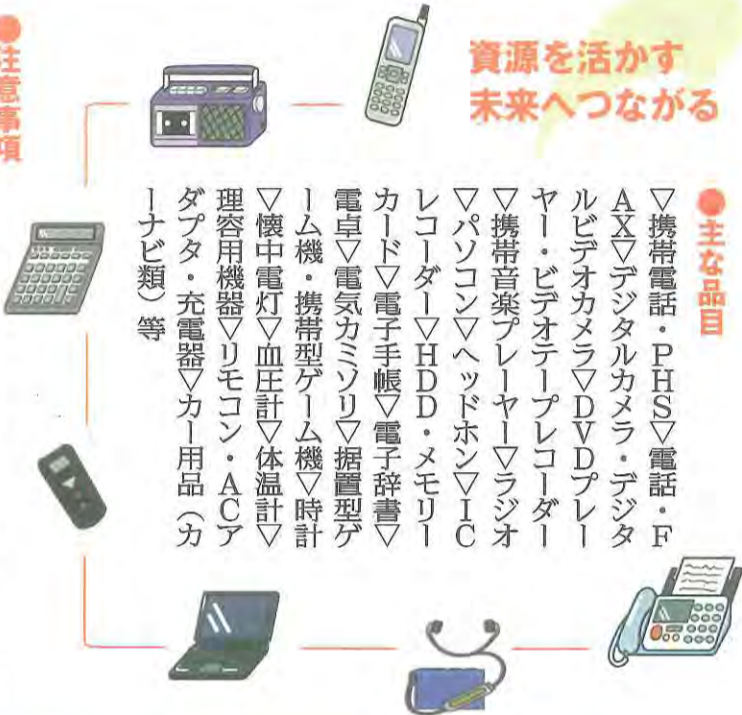 資源を活かす
未来へつながる
●主な品目
▽携帯電話・PHS▽電話・F
AX▽デジタルカメラ・デジタ
ルビデオカメラ▽DVDプレー
ヤー・ビデオテープレコーダー
▽携帯音楽プレーヤー▽ラジオ
▽パソコン▽ヘッドホン▽IC
レコーダー▽HDD・メモリー
カード▽電子手帳▽電子辞書▽
電卓▽電気カミソリ▽据置型ゲ
ーム機・携帯型ゲーム機▽時計
▽懐中電灯▽血圧計▽体温計▽
理容用機器▽リモコン・ACア
ダプタ・充電器▽カー用品（カ
ーナビ類）等
●注意事項